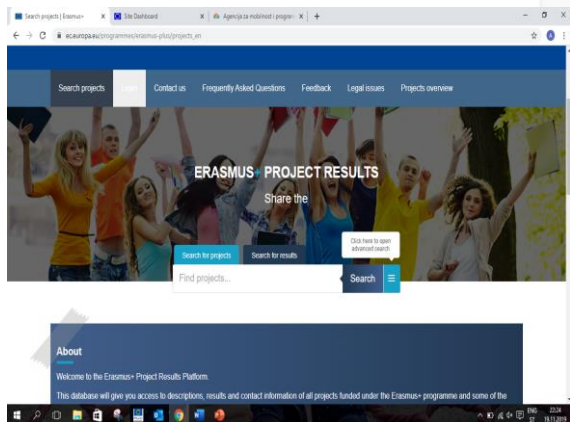 Search projects | Erasmus+
Site Dashboard
Agencija za mobilnost i program
ec.europa.eu/programmes/erasmus-plus/projects_en
Search projects
Contact us
Frequently Asked Questions
Feedback
Legal issues
Projects overview
ERASMUS+ PROJECT RESULTS
Share the
Click here to open
advanced search
Search for projects
Search for results
Find projects...
Search
About
Welcome to the Erasmus+ Project Results Platform.
This database will give you access to descriptions, results and contact information of all projects funded under the Erasmus+ programme and some of the
ENG
22:24
19.11.2019